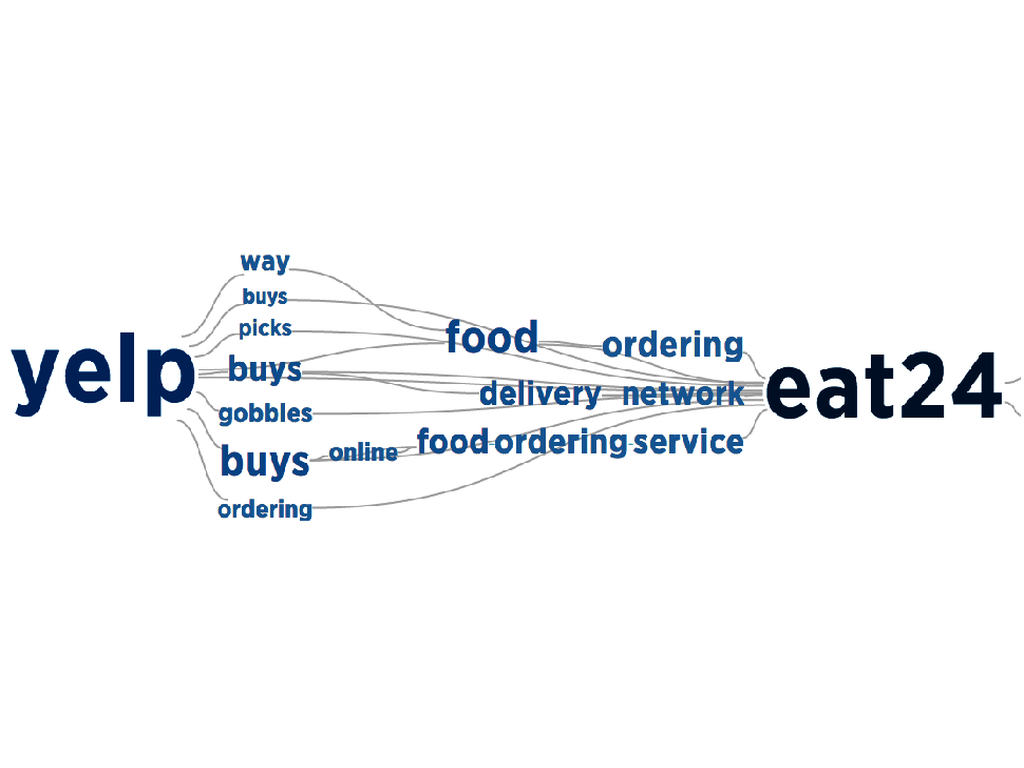 way
buys
picks
food
ordering
yelp
buys
eat24
delivery network
gobbles
food ordering service
online
buys
ordering